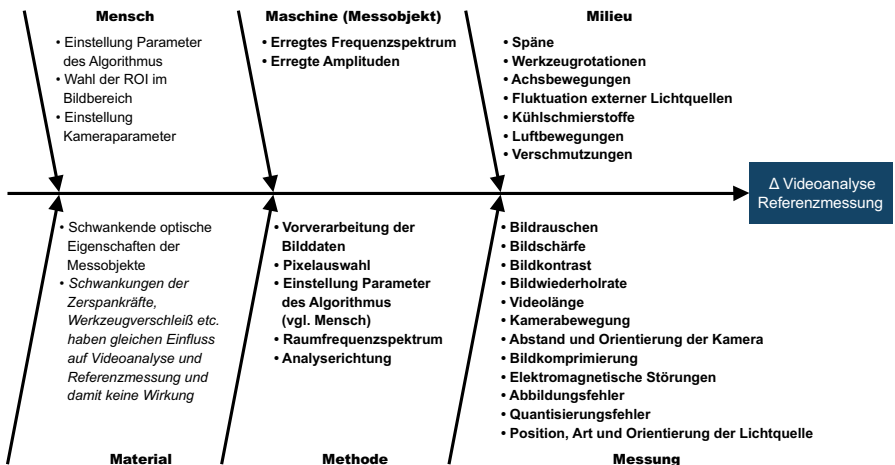 Mensch
• Einstellung Parameter
des Algorithmus
• Wahl der ROI im
Bildbereich
• Einstellung
Kameraparameter
Maschine (Messobjekt)
• Erregtes Frequenzspektrum
• Erregte Amplituden
Milieu
• Späne
• Werkzeugrotationen
• Achsbewegungen
• Fluktuation externer Lichtquellen
• Kühlschmierstoffe
• Luftbewegungen
• Verschmutzungen
Δ Videoanalyse
Referenzmessung
• Schwankende optische
Eigenschaften der
Messobjekte
• Schwankungen der
Zerspankräfte,
Werkzeugverschleiß etc.
haben gleichen Einfluss
auf Videoanalyse und
Referenzmessung und
damit keine Wirkung
Material
• Vorverarbeitung der
Bilddaten
• Pixelauswahl
• Einstellung Parameter
des Algorithmus
(vgl. Mensch)
• Raumfrequenzspektrum
• Analyserichtung
Methode
• Bildrauschen
• Bildschärfe
• Bildkontrast
• Bildwiederholrate
• Videolänge
• Kamerabewegung
• Abstand und Orientierung der Kamera
• Bildkomprimierung
• Elektromagnetische Störungen
• Abbildungsfehler
• Quantisierungsfehler
• Position, Art und Orientierung der Lichtquelle
Messung